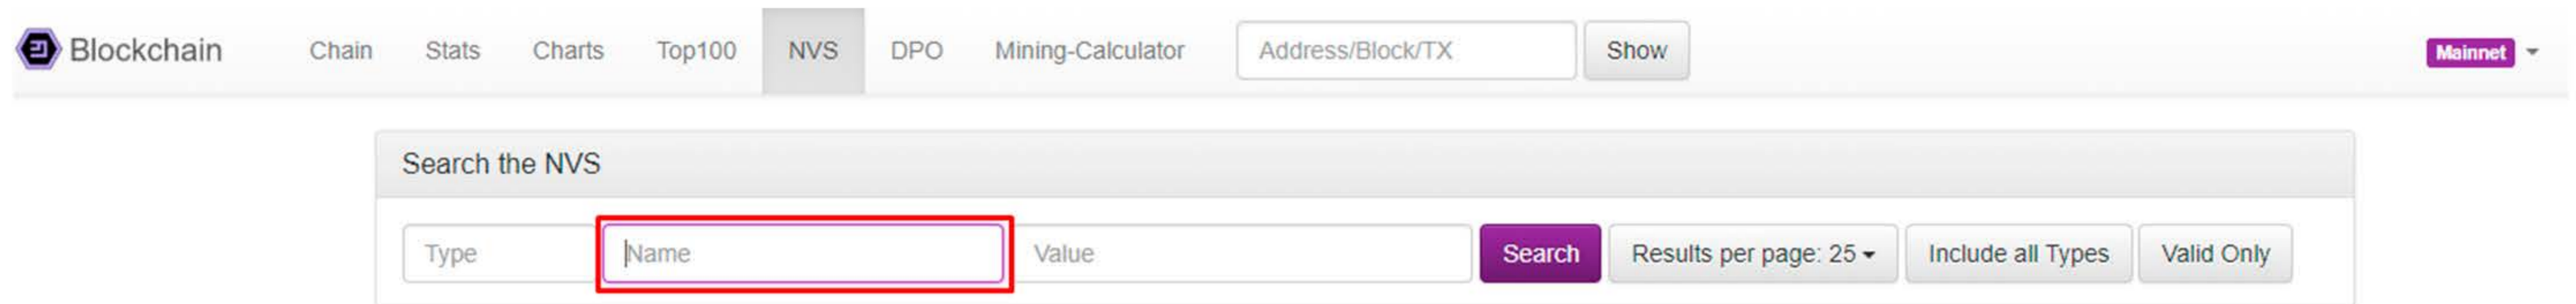 Blockchain Chain Stats Charts Top100 NVS DPO Mining-Calculator Address/Block/TX Show Mainnet
Search the NVS
Type Name Value Search Results per page: 25 Include all Types Valid Only